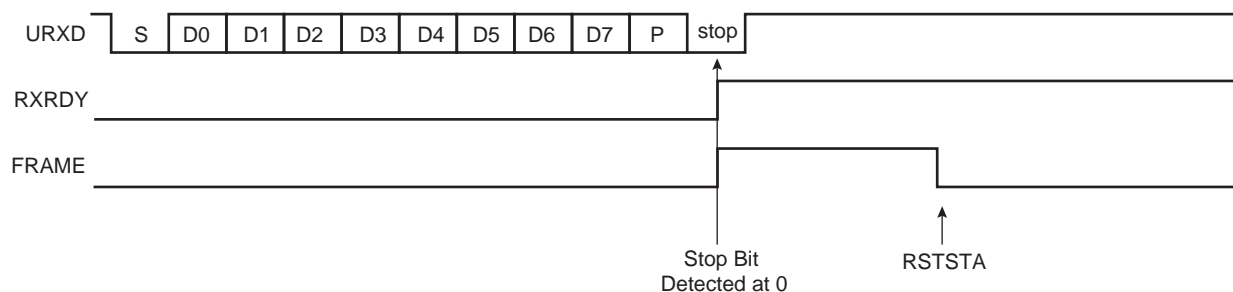 URXD S D0 D1 D2 D3 D4 D5 D6 D7 P stop
RXRDY
FRAME
Stop Bit
Detected at 0
RSTSTA